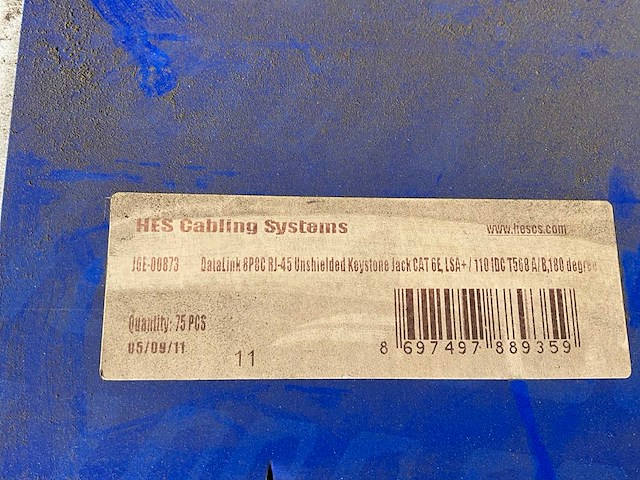 HES Cabling Systems www.hescs.com
J6E-00873 DataLink 8P8C RJ-45 Unshielded Keystone Jack CAT 6E, LSA+ / 110 IDC T568 A/B,180 degree
Quantity: 75 PCS
05/09/11
11
8 697497 889359